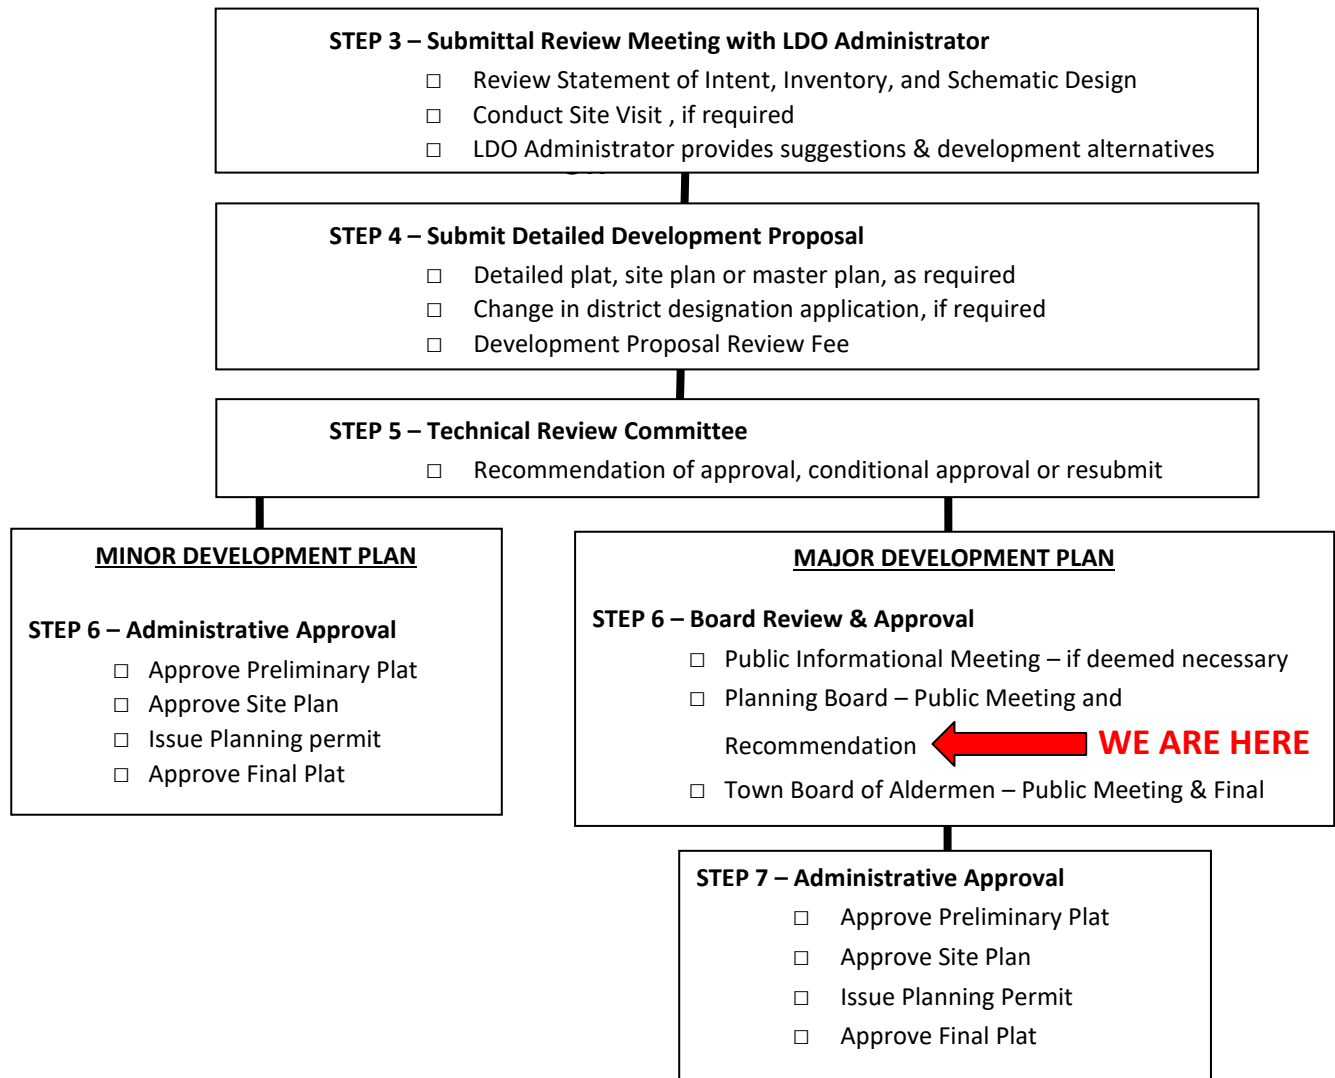 STEP 3 – Submittal Review Meeting with LDO Administrator
□ Review Statement of Intent, Inventory, and Schematic Design
□ Conduct Site Visit , if required
□ LDO Administrator provides suggestions & development alternatives
STEP 4 – Submit Detailed Development Proposal
□ Detailed plat, site plan or master plan, as required
□ Change in district designation application, if required
□ Development Proposal Review Fee
STEP 5 – Technical Review Committee
□ Recommendation of approval, conditional approval or resubmit
MINOR DEVELOPMENT PLAN
STEP 6 – Administrative Approval
□ Approve Preliminary Plat
□ Approve Site Plan
□ Issue Planning permit
□ Approve Final Plat
MAJOR DEVELOPMENT PLAN
STEP 6 – Board Review & Approval
□ Public Informational Meeting – if deemed necessary
□ Planning Board – Public Meeting and
Recommendation WE ARE HERE
□ Town Board of Aldermen – Public Meeting & Final
STEP 7 – Administrative Approval
□ Approve Preliminary Plat
□ Approve Site Plan
□ Issue Planning Permit
□ Approve Final Plat